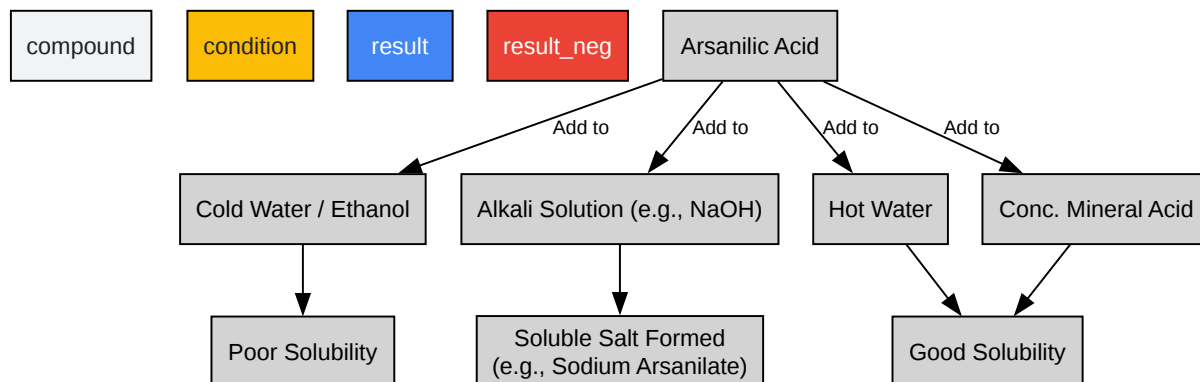 compound
condition
result
result_neg
Arsanilic Acid
Add to
Add to
Add to
Add to
Cold Water / Ethanol
Alkali Solution (e.g., NaOH)
Hot Water
Conc. Mineral Acid
Poor Solubility
Soluble Salt Formed
(e.g., Sodium Arsanilate)
Good Solubility